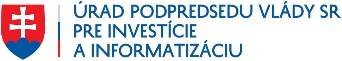 ÚRAD PODPREDSEDU VLÁDY SR
PRE INVESTÍCIE
A INFORMATIZÁCIU